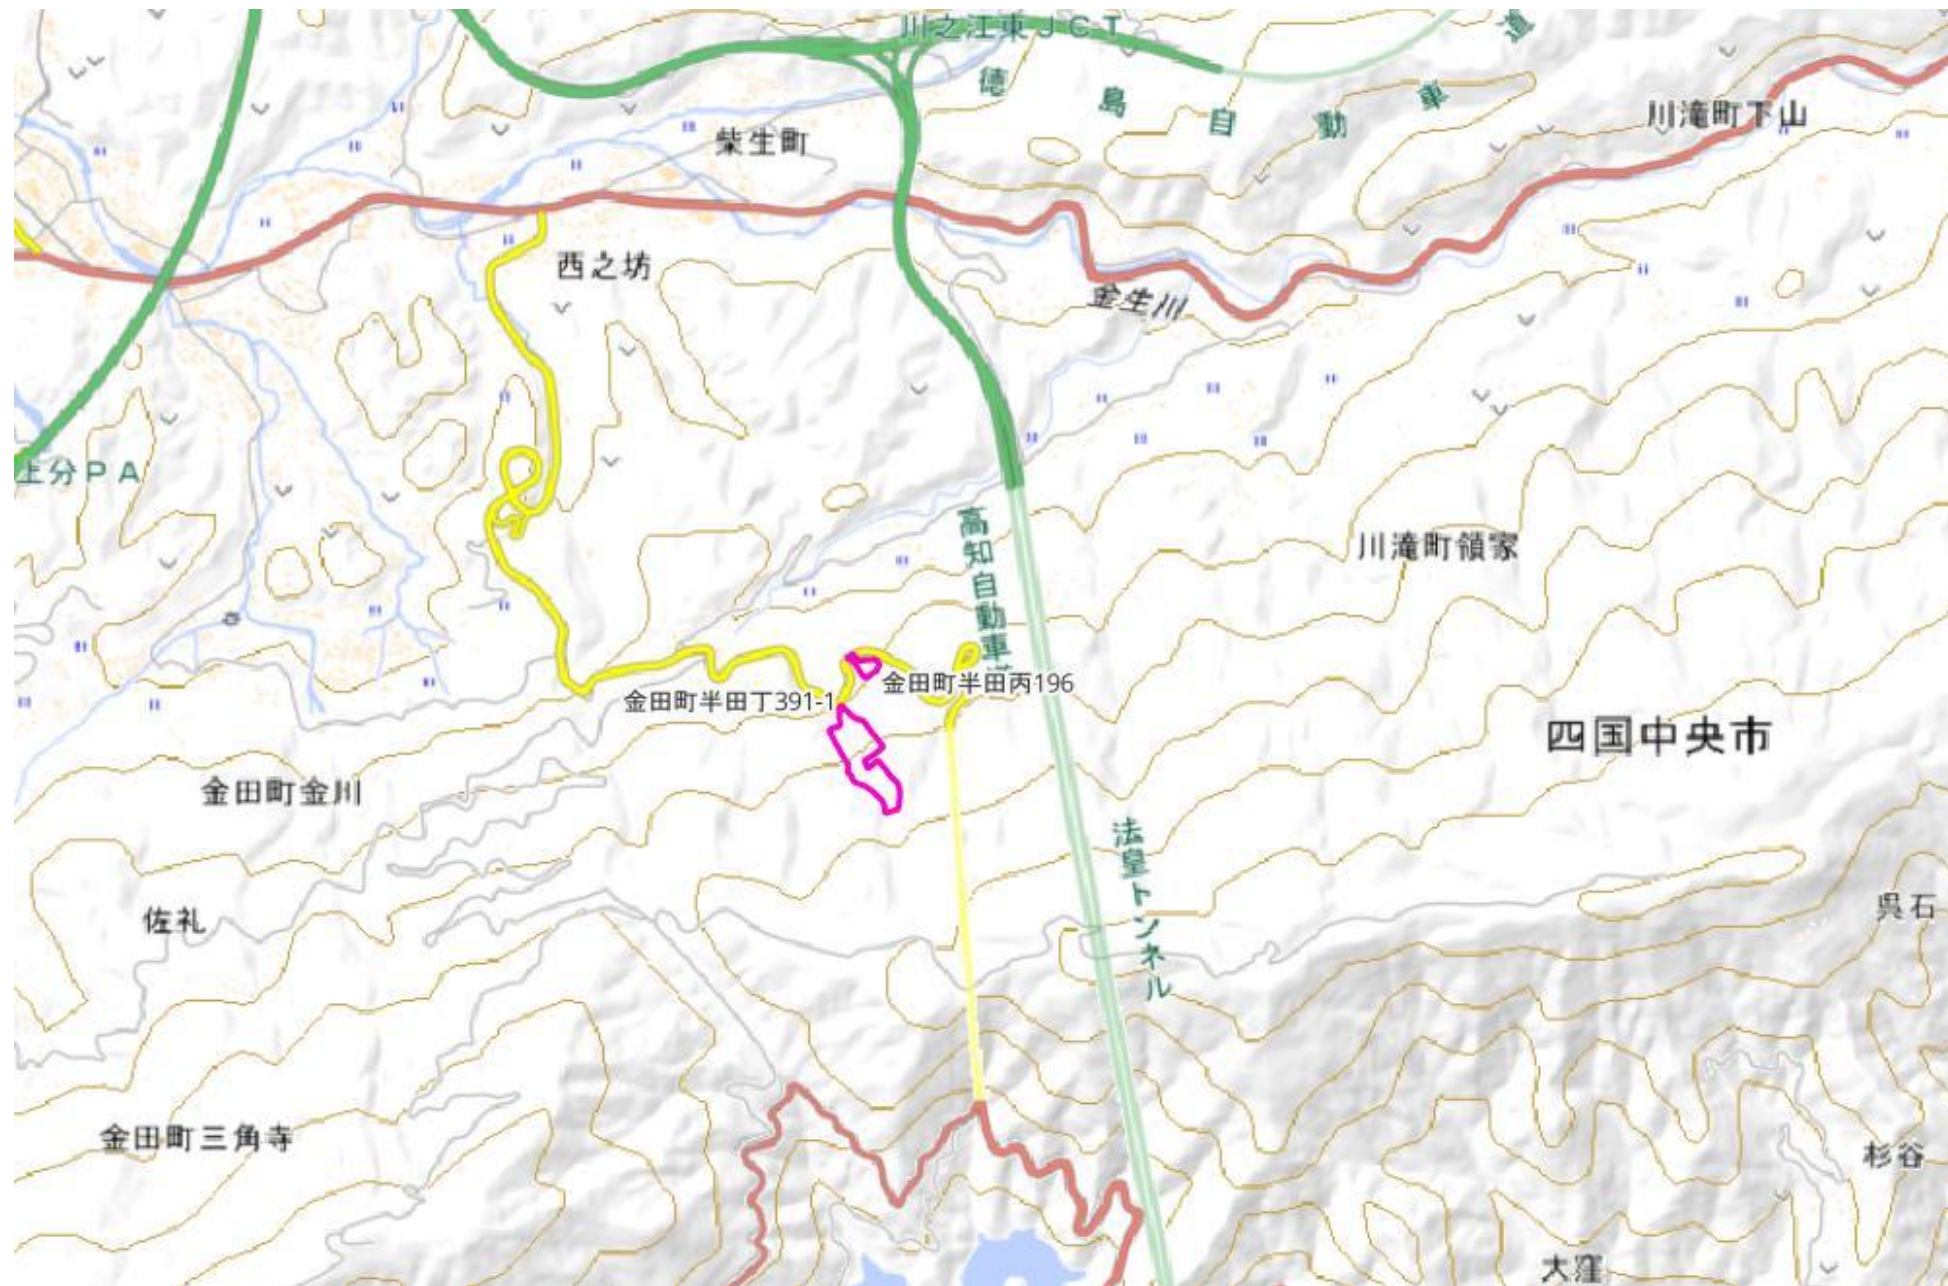 川之江東JCT
徳島自動車道
川滝町下山
柴生町
西之坊
金生川
上分PA
高知自動車道
川滝町領家
金田町半田丙196
金田町半田丁391-1
四国中央市
金田町金川
法皇トンネル
佐礼
呉石
金田町三角寺
杉谷
大窪